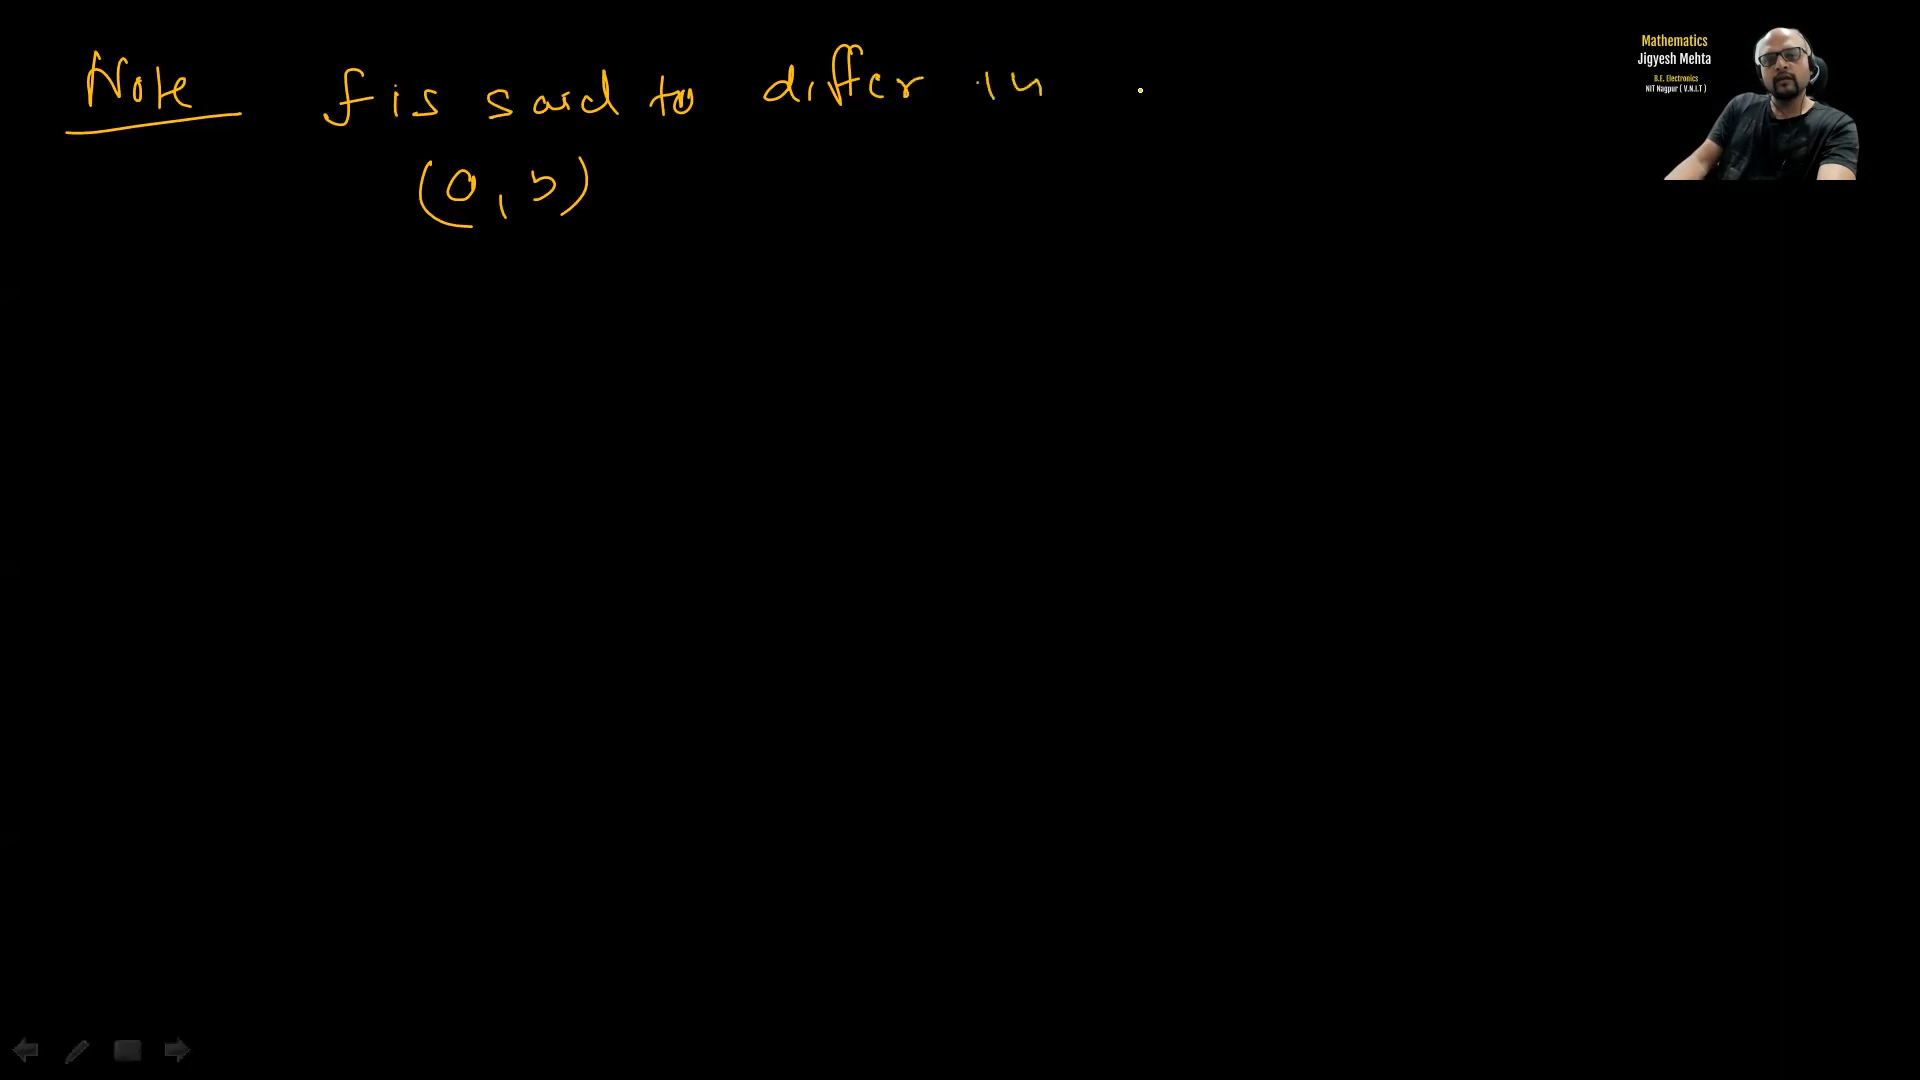 Note f is said to differ in
(a, b)
Mathematics
Jigyesh Mehta
B.E. Electronics
NIT Nagpur ( V.N.I.T )